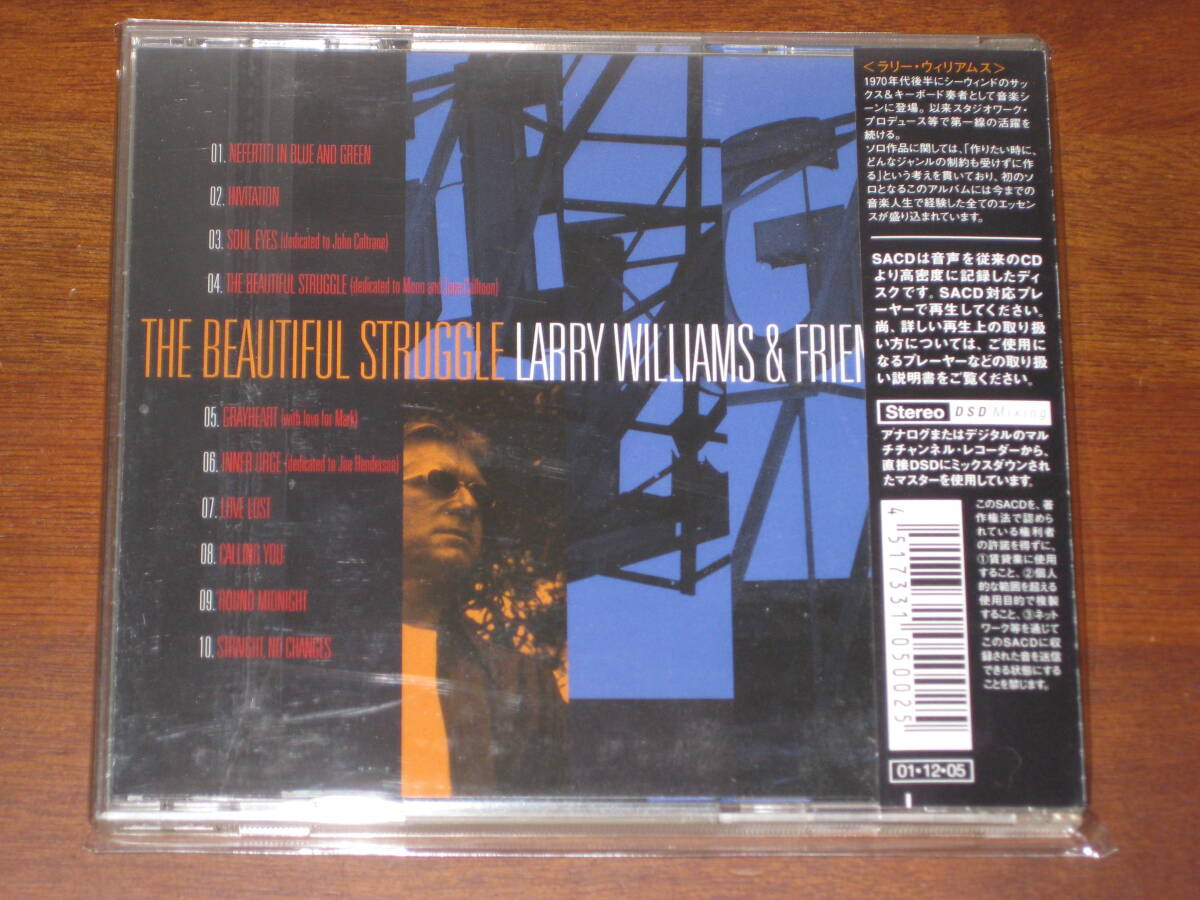 01. NEFERTITI IN BLUE AND GREEN
02. INVITATION
03. SOUL EYES (dedicated to John Coltrane)
04. THE BEAUTIFUL STRUGGLE (dedicated to Mono and Jane Calhoon)
THE BEAUTIFUL STRUGGLE LARRY WILLIAMS & FRIEN
05. GRAYHEART (with love for Mark)
06. INNER URGE (dedicated to Joe Henderson)
07. LOVE LOST
08. CALLING YOU
09. ROUND MIDNIGHT
10. STRAIGHT, NO CHANGES
<ラリー・ウィリアムズ>
1970年代後半にシーウィンドのサッ
クス&キーボード奏者として音楽シ
ーンに登場。以来スタジオワーク・
プロデュース等で第一線の活躍を
続ける。
ソロ作品に関しては、「作りたい時に、
どんなジャンルの制約も受けずに作
る」という考えを貫いており、初のソ
ロとなるこのアルバムには今までの
音楽人生で経験した全てのエッセン
スが盛り込まれています。
SACDは音声を従来のCD
より高密度に記録したディ
スクです。SACD対応プレ
ーヤーで再生してください。
尚、詳しい再生上の取り扱
い方については、ご使用に
なるプレーヤーなどの取り扱
い説明書をご覧ください。
Stereo DSD Mixing
アナログまたはデジタルのマル
チチャンネル・レコーダーから、
直接DSDにミックスダウンされ
たマスターを使用しています。
このSACDを、著
作権法で認めら
れている権利者
の許諾を得ずに、
①賃貸業に使用
すること、②個人
的な範囲を超える
使用目的で複製
すること、③ネット
ワーク等を通じて
このSACDに収
録された音を送信
できる状態にする
ことを禁じます。
4517331050025
01・12・05